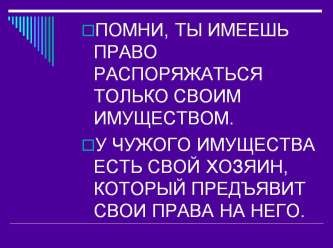 ПОМНИ, ТЫ ИМЕЕШЬ
ПРАВО
РАСПОРЯЖАТЬСЯ
ТОЛЬКО СВОИМ
ИМУЩЕСТВОМ.
У ЧУЖОГО ИМУЩЕСТВА
ЕСТЬ СВОЙ ХОЗЯИН,
КОТОРЫЙ ПРЕДЪЯВИТ
СВОИ ПРАВА НА НЕГО.